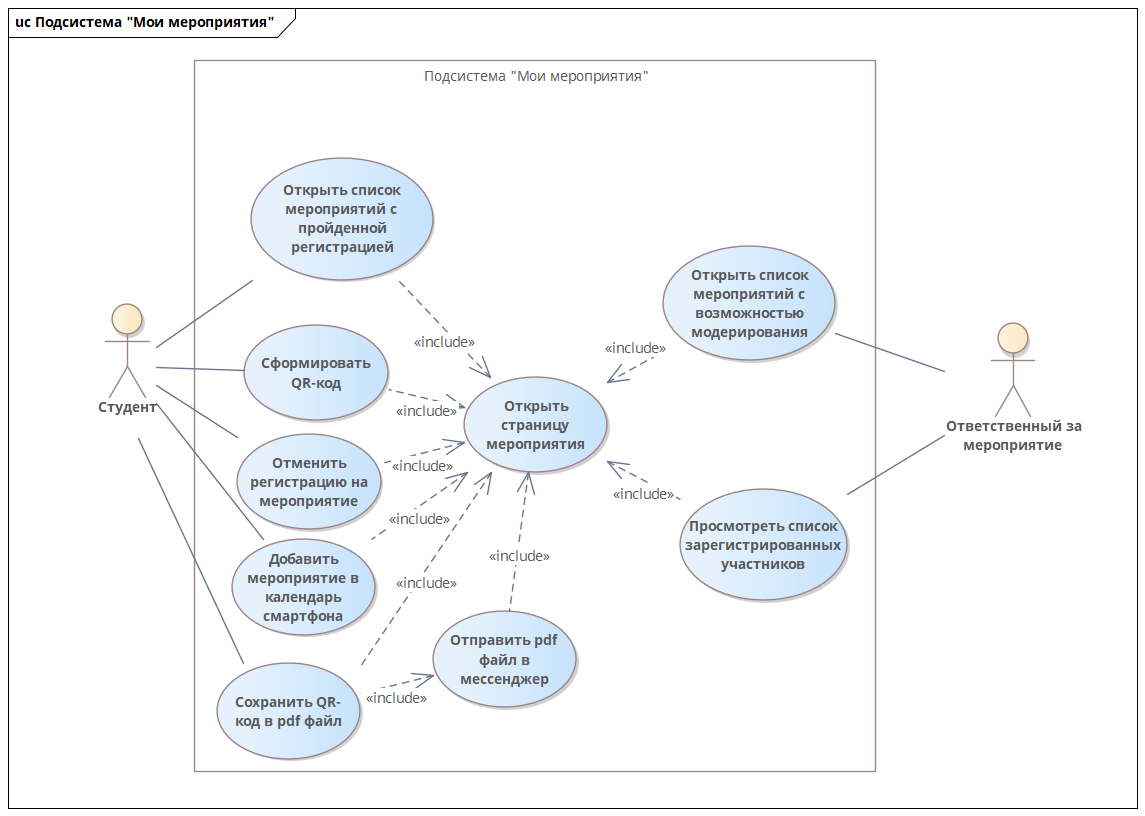 uc Подсистема "Мои мероприятия"
Подсистема "Мои мероприятия"
Открыть список
мероприятий с
пройденной
регистрацией
Открыть список
мероприятий с
возможностью
модерирования
«include»
«include»
Сформировать
QR-код
Студент
«include»
Открыть
страницу
мероприятия
Ответственный за
мероприятие
Отменить
регистрацию на
мероприятие
«include»
«include»
«include»
Просмотреть список
зарегистрированных
участников
Добавить
мероприятие в
календарь
смартфона
«include»
«include»
Отправить pdf
файл в
мессенджер
Сохранить QR-
код в pdf файл
«include»